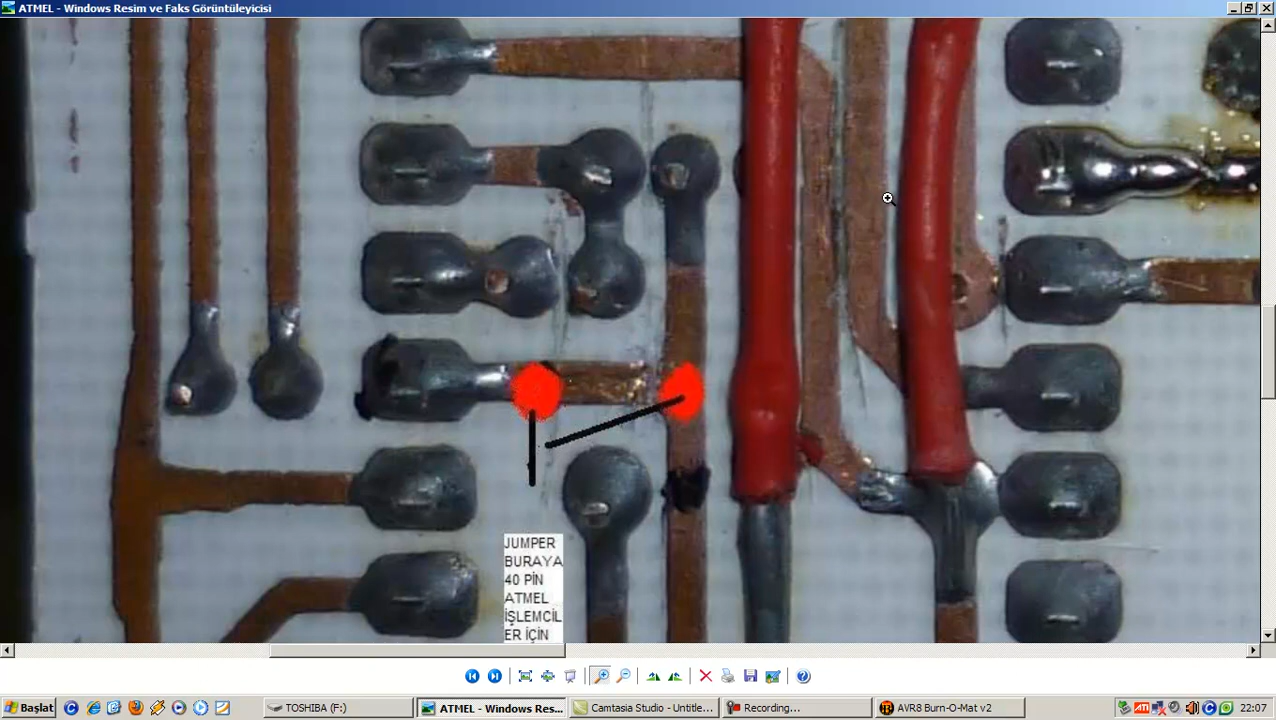 ATMEL - Windows Resim ve Faks Görüntüleyicisi
JUMPER
BURAYA
40 PİN
ATMEL
İŞLEMCİL
ER İÇİN
Başlat
TOSHIBA (F:)
ATMEL - Windows Res...
Camtasia Studio - Untitle...
Recording...
AVR8 Burn-O-Mat v2
22:07